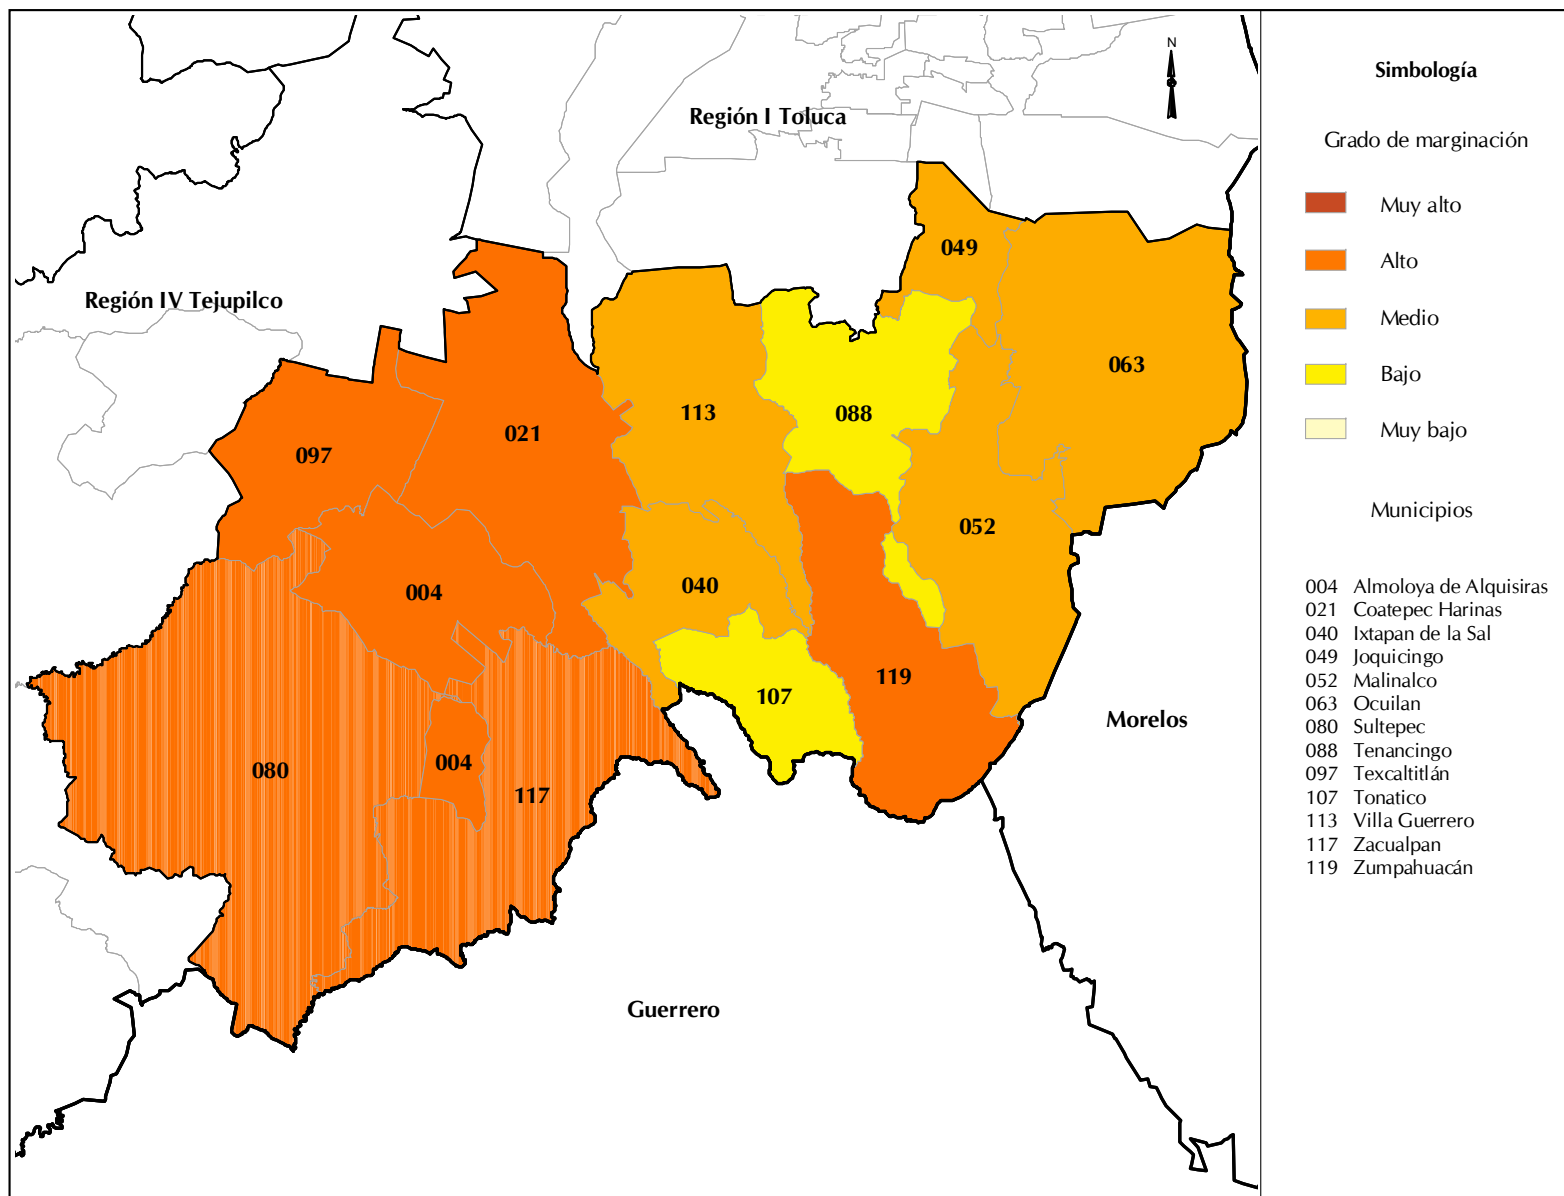 N
Región I Toluca
Región IV Tejupilco
049
063
113
088
021
097
052
040
004
119
107
080
004
117
Morelos
Guerrero
Simbología
Grado de marginación
Muy alto
Alto
Medio
Bajo
Muy bajo
Municipios
004 Almoloya de Alquisiras
021 Coatepec Harinas
040 Ixtapan de la Sal
049 Joquicingo
052 Malinalco
063 Ocuilan
080 Sultepec
088 Tenancingo
097 Texcaltitlán
107 Tonatico
113 Villa Guerrero
117 Zacualpan
119 Zumpahuacán